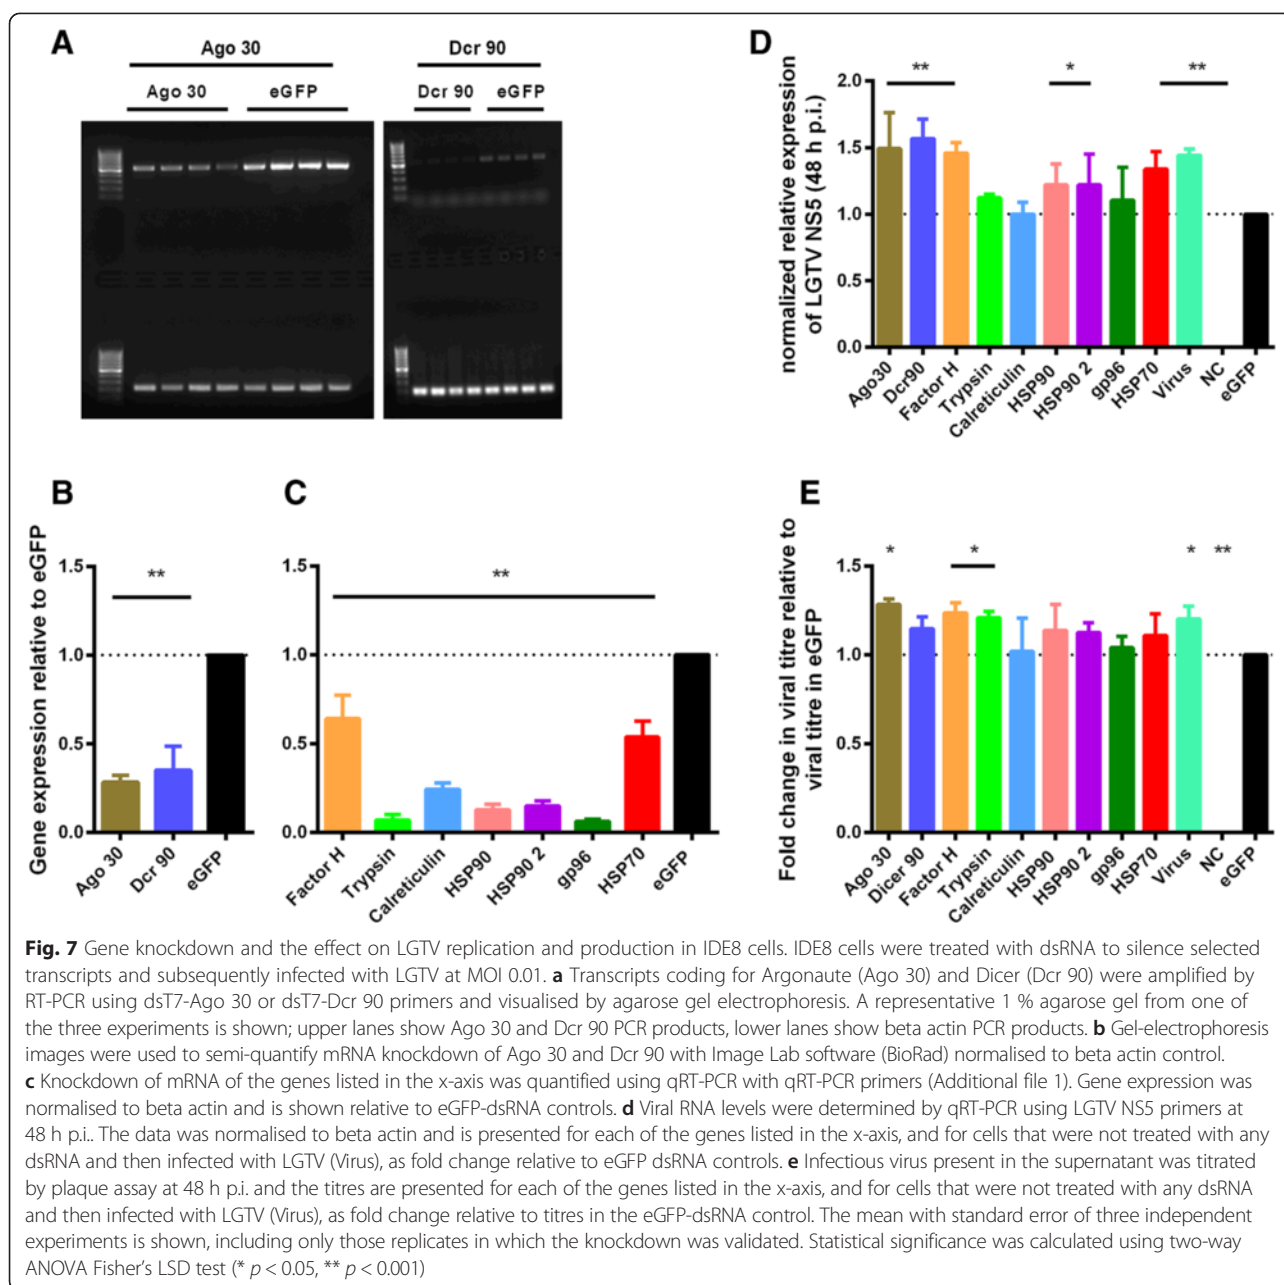 A
Ago 30
Ago 30 eGFP
Dcr 90
Dcr 90 eGFP
D
normalized relative expression
of LGTV NS5 (48 h p.i.)
** * **
2.0
1.5
1.0
0.5
0.0
Ago30
Dcr90
Factor H
Trypsin
Calreticulin
HSP90
HSP90 2
gp96
HSP70
Virus
NC
eGFP
B
Gene expression relative to eGFP
**
1.5
1.0
0.5
0.0
Ago 30
Dcr 90
eGFP
C
**
1.5
1.0
0.5
0.0
Factor H
Trypsin
Calreticulin
HSP90
HSP90 2
gp96
HSP70
eGFP
E
Fold change in viral titre relative to
viral titre in eGFP
* * * **
1.5
1.0
0.5
0.0
Ago 30
Dicer 90
Factor H
Trypsin
Calreticulin
HSP90
HSP90 2
gp96
HSP70
Virus
NC
eGFP
Fig. 7 Gene knockdown and the effect on LGTV replication and production in IDE8 cells. IDE8 cells were treated with dsRNA to silence selected
transcripts and subsequently infected with LGTV at MOI 0.01. a Transcripts coding for Argonaute (Ago 30) and Dicer (Dcr 90) were amplified by
RT-PCR using dsT7-Ago 30 or dsT7-Dcr 90 primers and visualised by agarose gel electrophoresis. A representative 1 % agarose gel from one of
the three experiments is shown; upper lanes show Ago 30 and Dcr 90 PCR products, lower lanes show beta actin PCR products. b Gel-electrophoresis
images were used to semi-quantify mRNA knockdown of Ago 30 and Dcr 90 with Image Lab software (BioRad) normalised to beta actin control.
c Knockdown of mRNA of the genes listed in the x-axis was quantified using qRT-PCR with qRT-PCR primers (Additional file 1). Gene expression was
normalised to beta actin and is shown relative to eGFP-dsRNA controls. d Viral RNA levels were determined by qRT-PCR using LGTV NS5 primers at
48 h p.i.. The data was normalised to beta actin and is presented for each of the genes listed in the x-axis, and for cells that were not treated with any
dsRNA and then infected with LGTV (Virus), as fold change relative to eGFP dsRNA controls. e Infectious virus present in the supernatant was titrated
by plaque assay at 48 h p.i. and the titres are presented for each of the genes listed in the x-axis, and for cells that were not treated with any dsRNA
and then infected with LGTV (Virus), as fold change relative to titres in the eGFP-dsRNA control. The mean with standard error of three independent
experiments is shown, including only those replicates in which the knockdown was validated. Statistical significance was calculated using two-way
ANOVA Fisher's LSD test (* p < 0.05, ** p < 0.001)